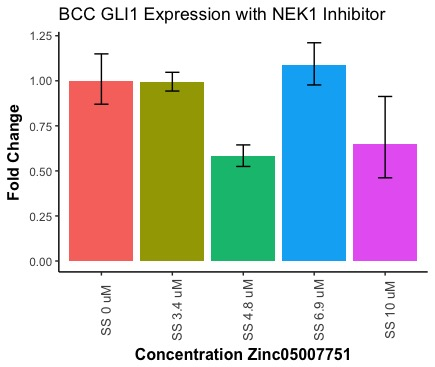 BCC GLI1 Expression with NEK1 Inhibitor
1.25
1.00
0.75
0.50
0.25
0.00
Fold Change
SS 0 uM
SS 3.4 uM
SS 4.8 uM
SS 6.9 uM
SS 10 uM
Concentration Zinc05007751